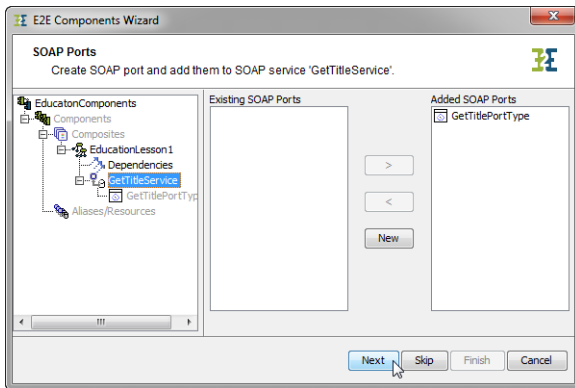 E2E Components Wizard
SOAP Ports
Create SOAP port and add them to SOAP service 'GetTitleService'.
EducatonComponents
Components
Composites
EducationLesson1
Dependencies
GetTitleService
GetTitlePortTyp
Aliases/Resources
Existing SOAP Ports
>
<
New
Added SOAP Ports
GetTitlePortType
Next
Skip
Finish
Cancel